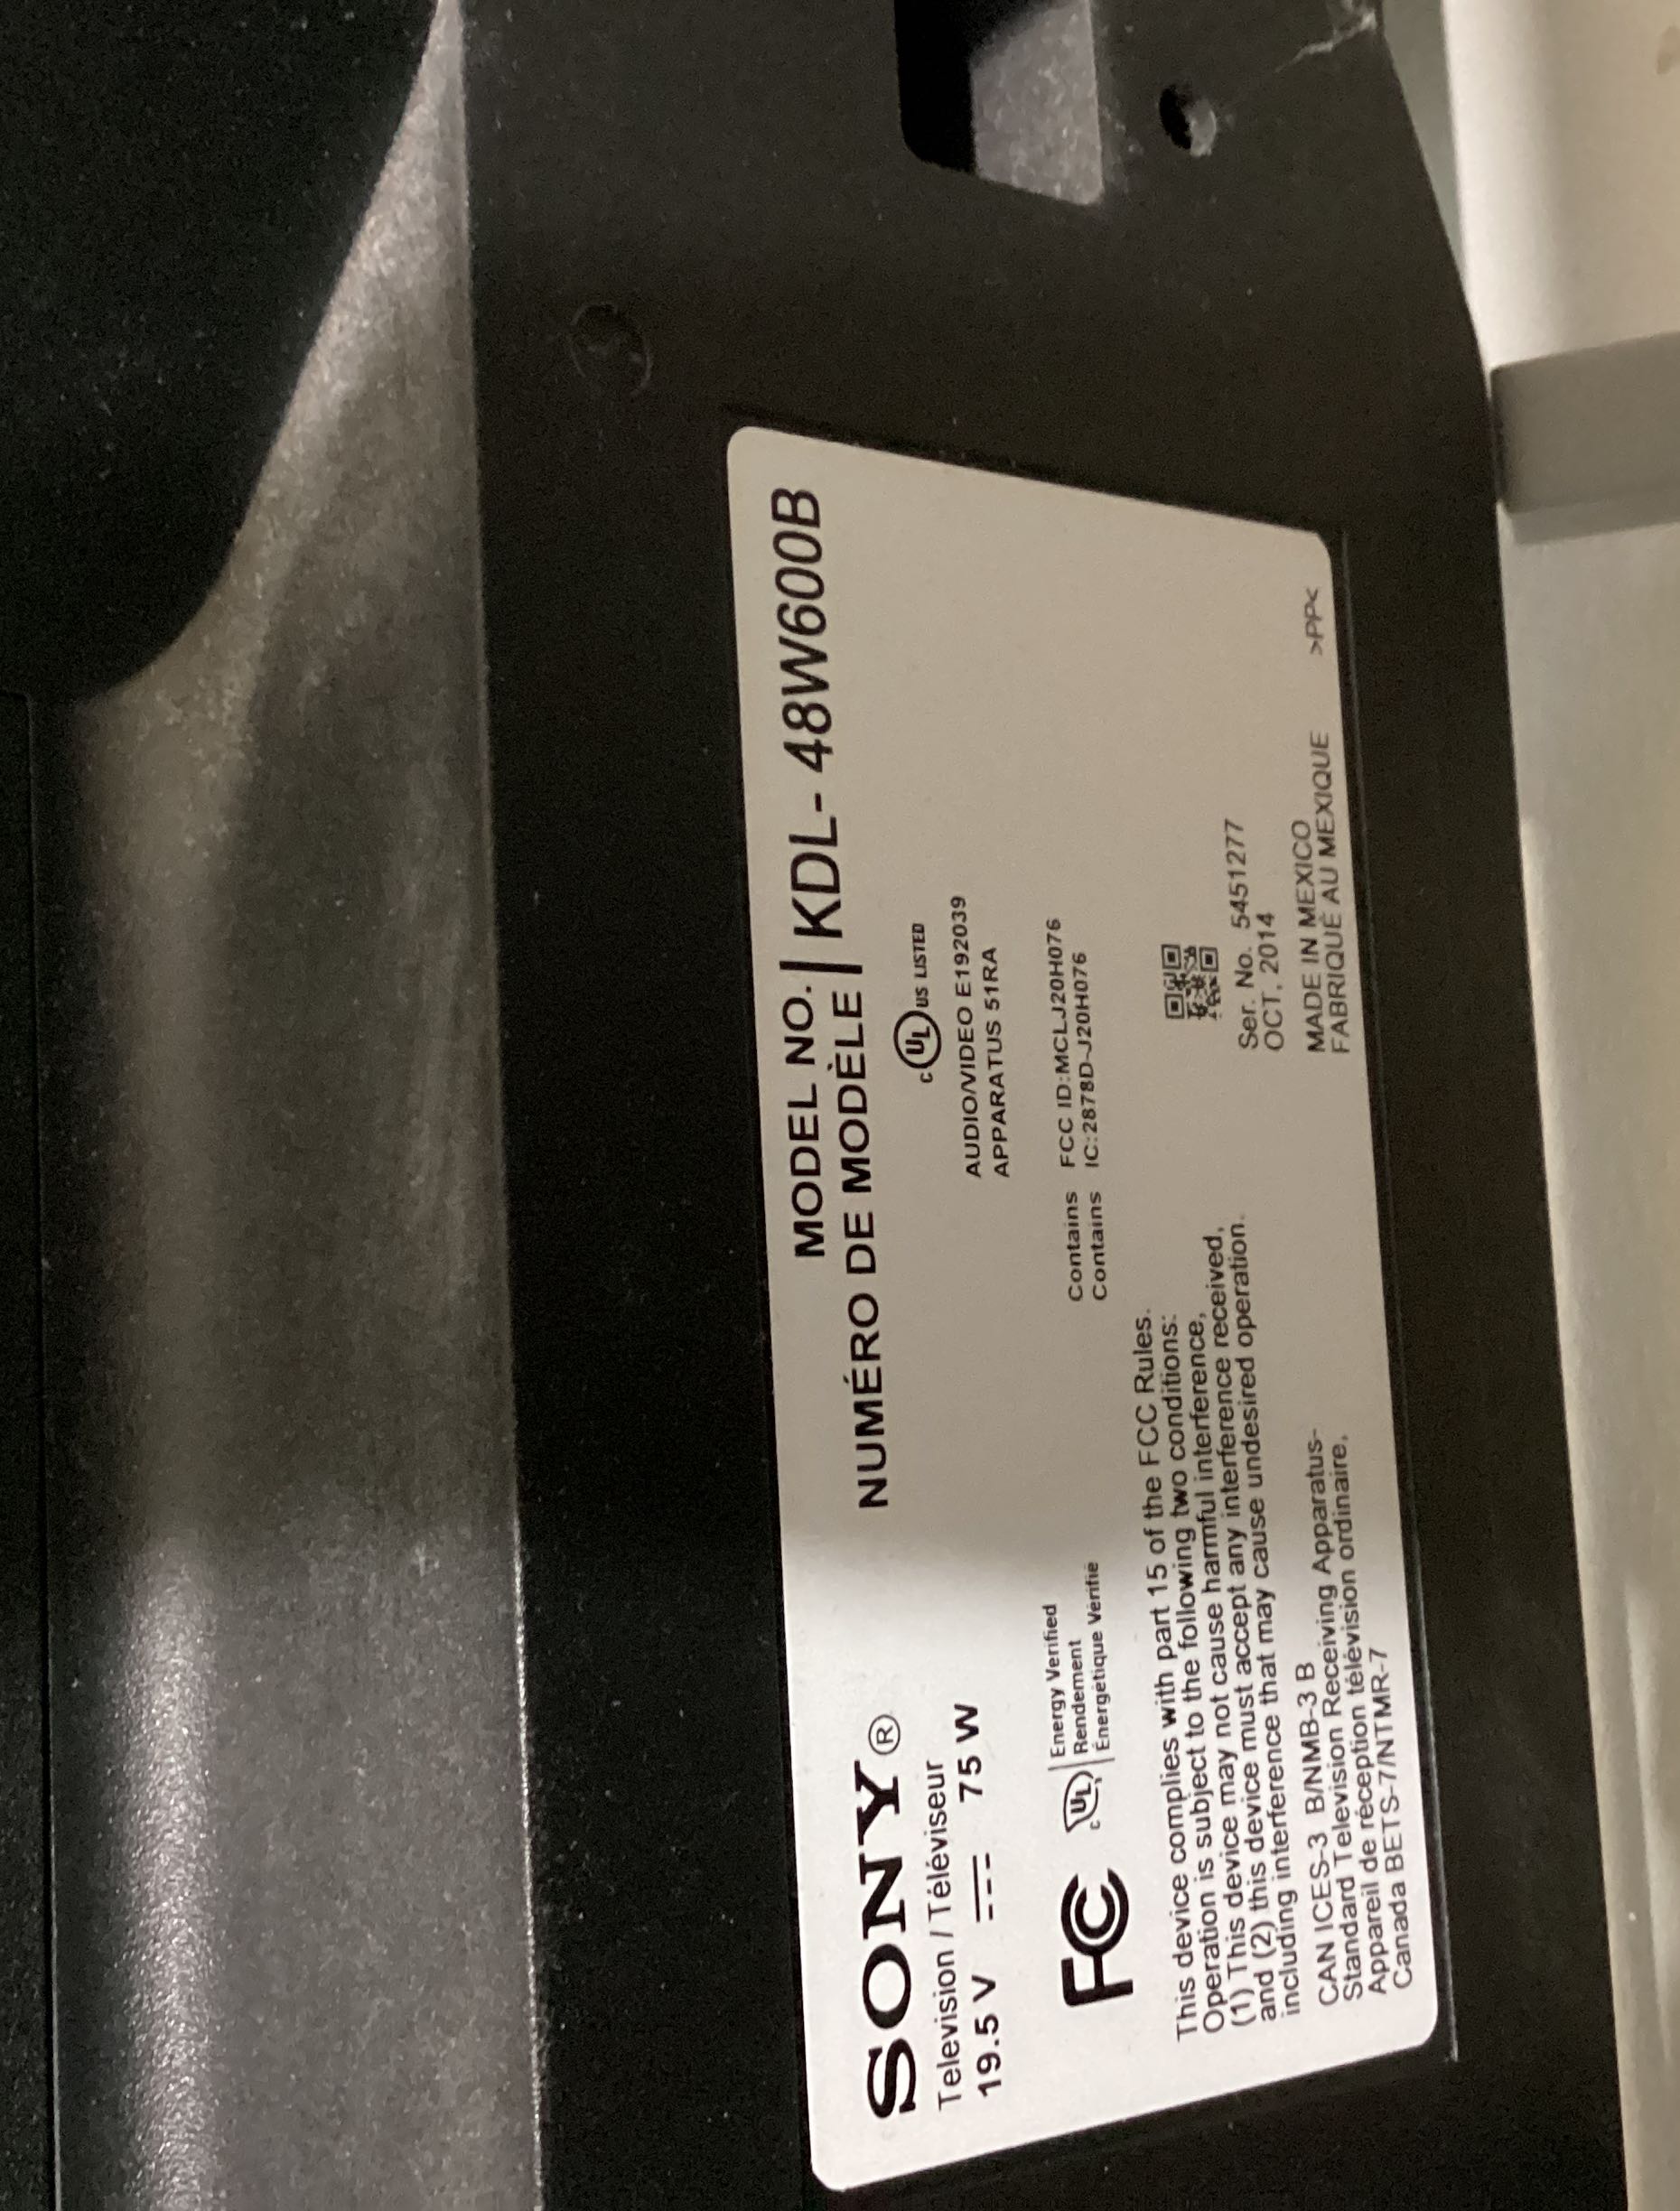 SONY®
Television / Téléviseur
19.5 V 75 W
MODEL NO.
NUMÉRO DE MODÈLE
KDL- 48W600B
c UL US LISTED
AUDIO/VIDEO E192039
APPARATUS 51RA
FC
c UL
Energy Verified
Rendement
Énergétique Vérifié
Contains FCC ID:MCLJ20H076
Contains IC:2878D-J20H076
This device complies with part 15 of the FCC Rules.
Operation is subject to the following two conditions:
(1) This device may not cause harmful interference,
and (2) this device must accept any interference received,
including interference that may cause undesired operation.
CAN ICES-3 B/NMB-3 B
Standard Television Receiving Apparatus-
Appareil de réception télévision ordinaire,
Canada BETS-7/NTMR-7
Ser. No. 5451277
OCT, 2014
MADE IN MEXICO
FABRIQUÉ AU MEXIQUE
>PP<